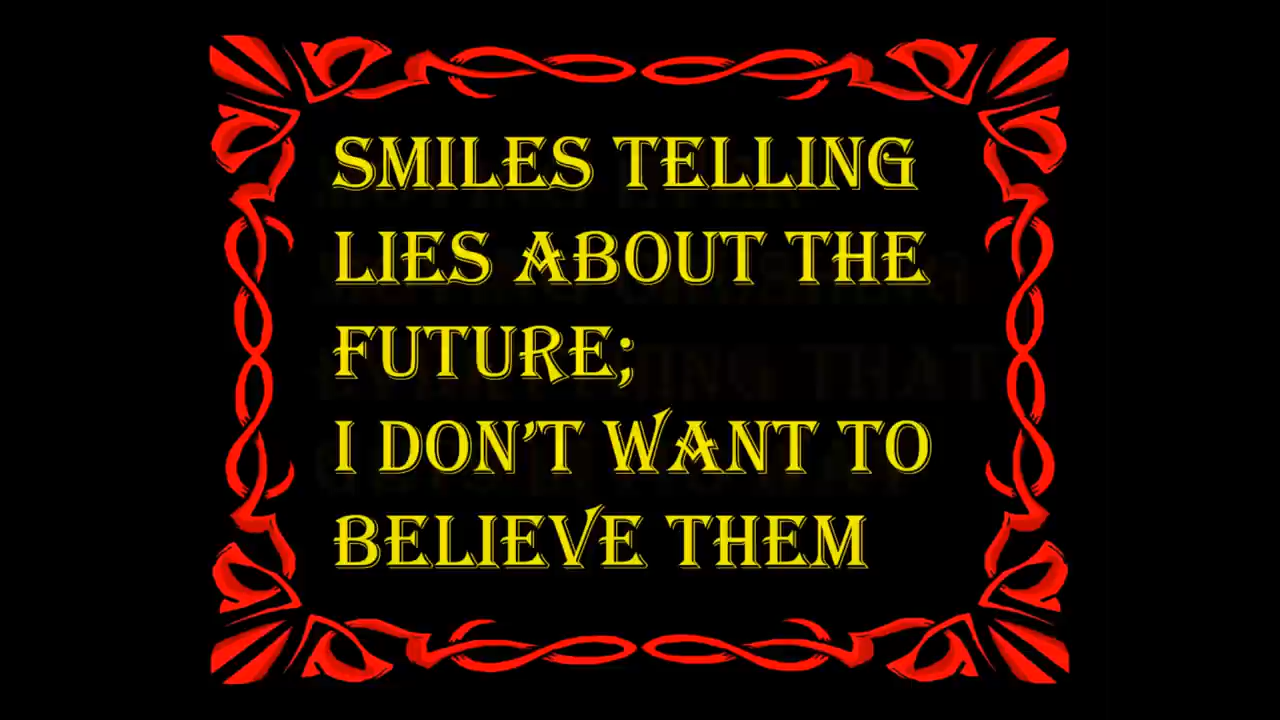 SMILES TELLING
LIES ABOUT THE
FUTURE;
I DON'T WANT TO
BELIEVE THEM